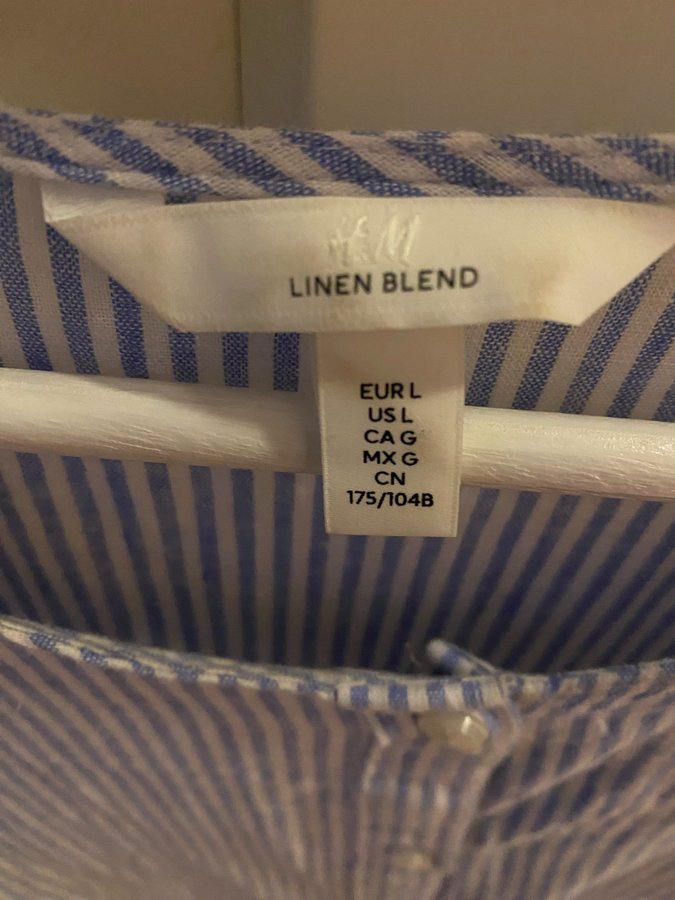 H&M
LINEN BLEND
EUR L
US L
CA G
MX G
CN
175/104B